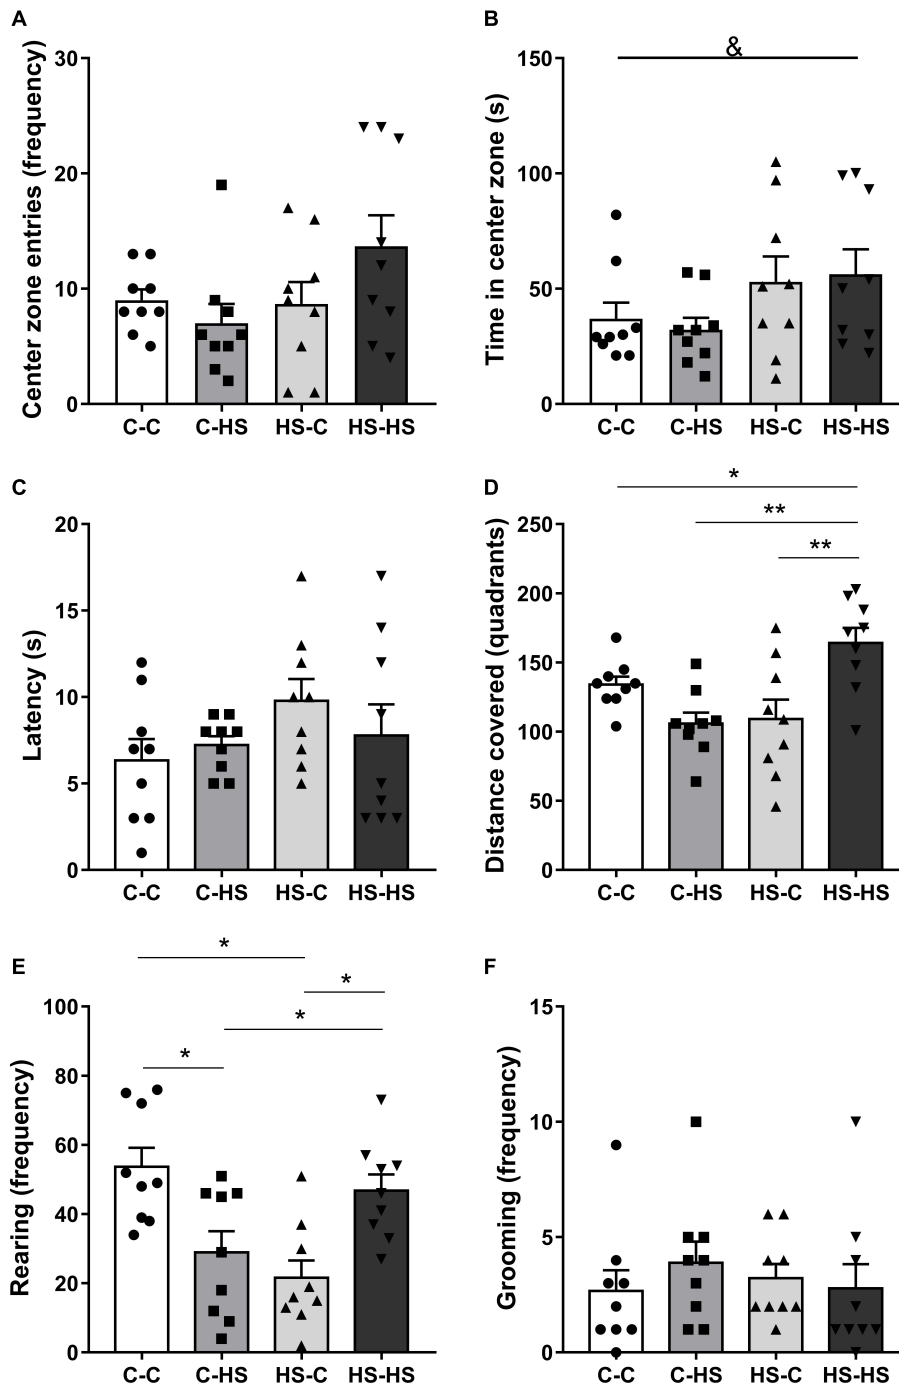 A
Center zone entries (frequency)
30
20
10
0
C-C C-HS HS-C HS-HS
B
&
Time in center zone (s)
150
100
50
0
C-C C-HS HS-C HS-HS
C
Latency (s)
20
15
10
5
0
C-C C-HS HS-C HS-HS
D
*
**
**
Distance covered (quadrants)
250
200
150
100
50
0
C-C C-HS HS-C HS-HS
E
*
*
*
*
Rearing (frequency)
100
80
60
40
20
0
C-C C-HS HS-C HS-HS
F
Grooming (frequency)
15
10
5
0
C-C C-HS HS-C HS-HS